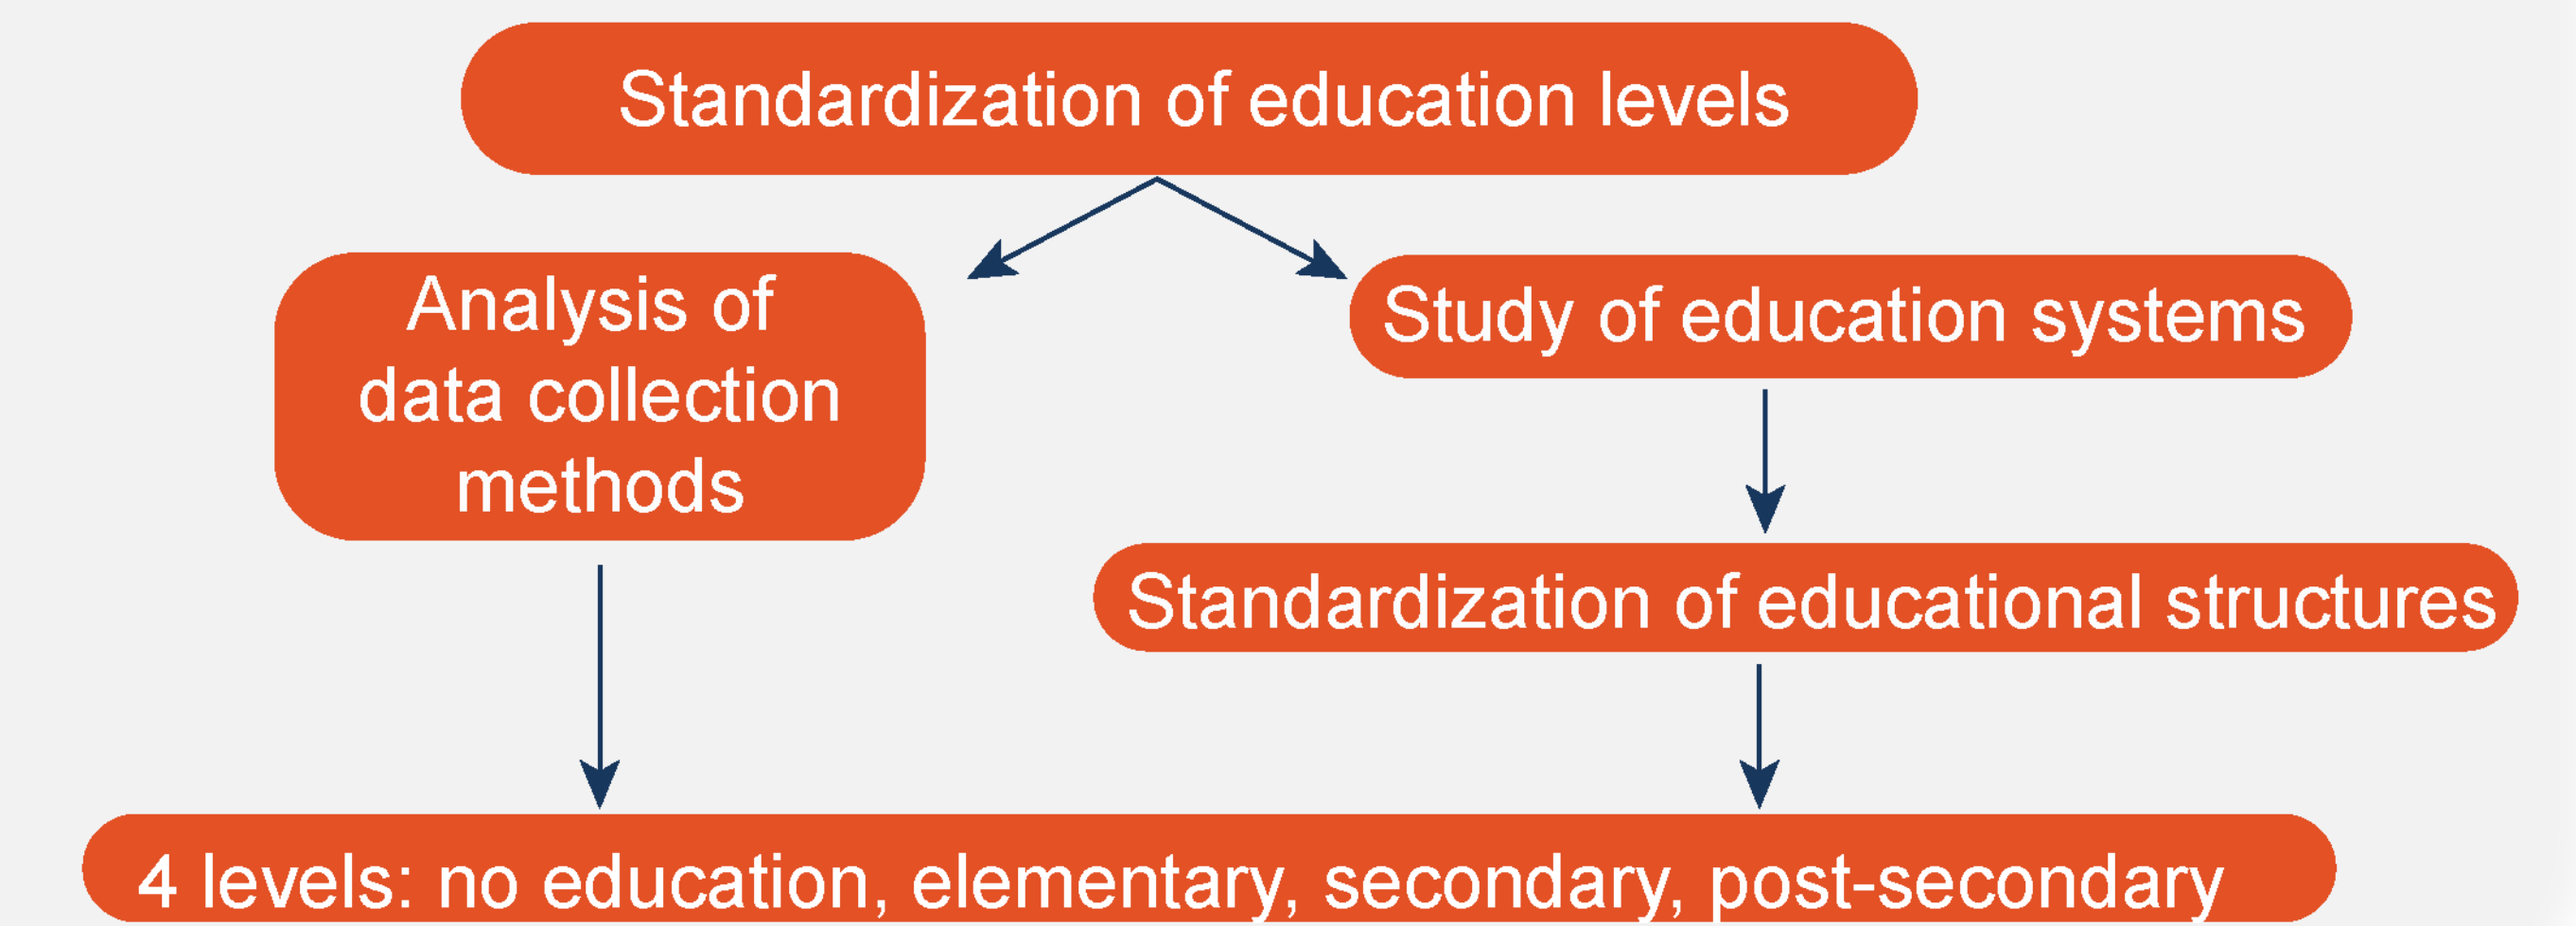 Standardization of education levels
Analysis of
data collection
methods
Study of education systems
Standardization of educational structures
4 levels: no education, elementary, secondary, post-secondary